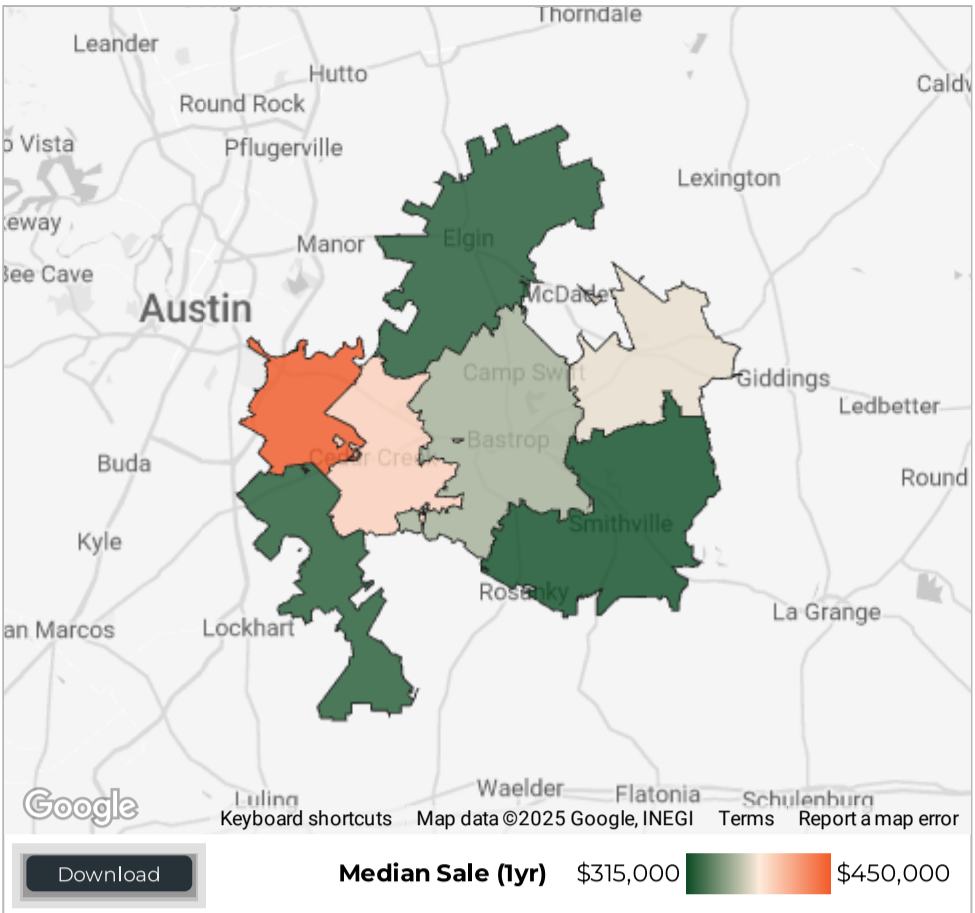 Thorndale
Leander
Hutto
Caldw
Round Rock
o Vista
Pflugerville
Lexington
keway
Manor
Elgin
Bee Cave
McDade
Austin
Camp Swift
Giddings
Ledbetter
Bastrop
Buda
Cedar Creek
Round
Smithville
Kyle
Rosanky
La Grange
an Marcos
Lockhart
Waelder
Flatonia
Luling
Schulenburg
Google
Keyboard shortcuts Map data ©2025 Google, INEGI Terms Report a map error
Download
Median Sale (1yr) $315,000 $450,000